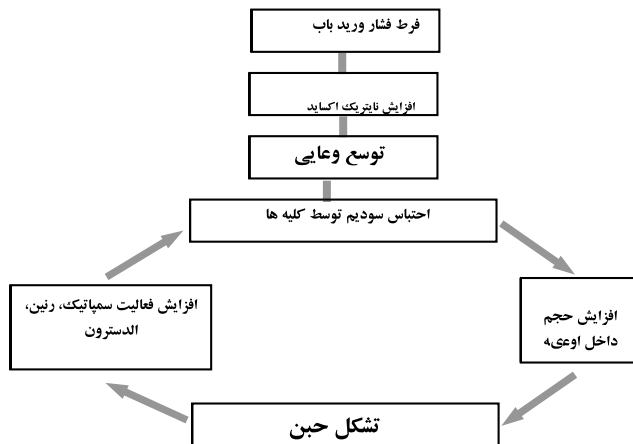 فرط فشار ورید باب
افزایش نایتریک اکساید
توسع وعایی
احتباس سودیم توسط کلیه ها
افزایش حجم
داخل اوعیه
تشکل حبن
افزایش فعالیت سمپاتیک، رنین،
الدسترون